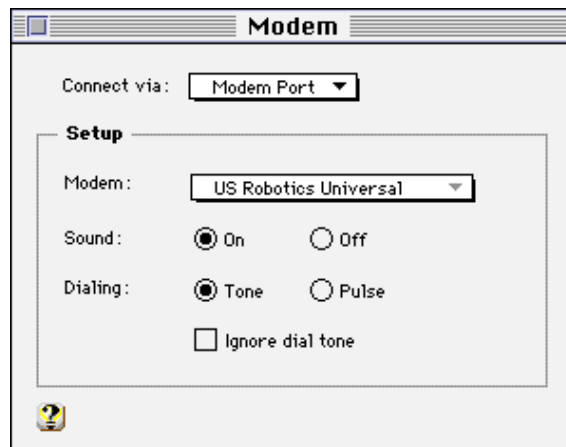 Modem
Connect via: Modem Port
Setup
Modem: US Robotics Universal
Sound: On Off
Dialing: Tone Pulse
Ignore dial tone
?